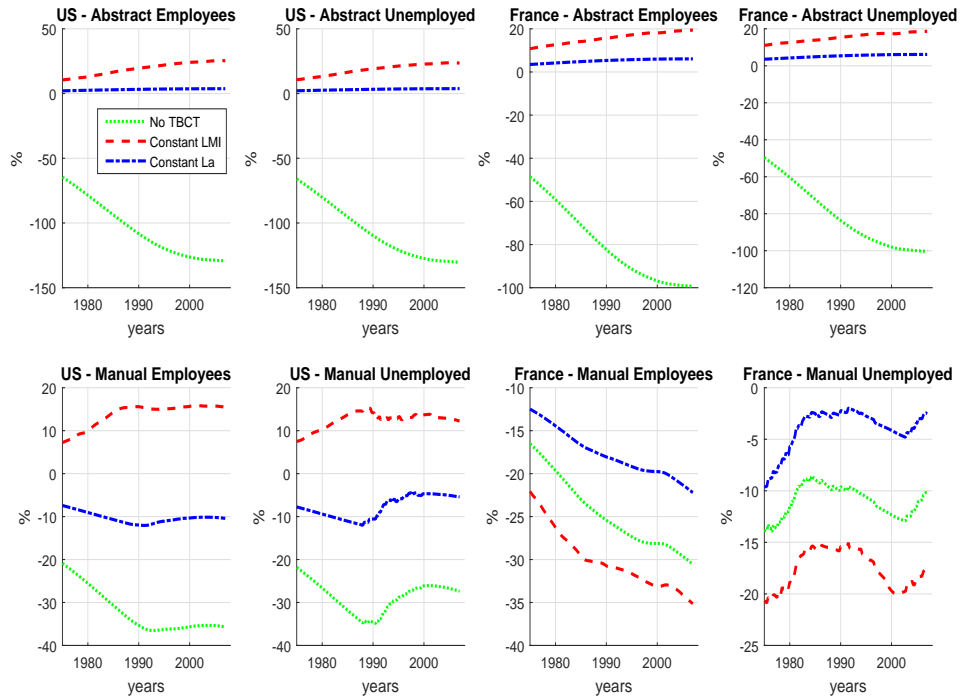 US - Abstract Employees
50
0
-50
-100
-150
%
1980 1990 2000
years
No TBCT
Constant LMI
Constant La
US - Abstract Unemployed
50
0
-50
-100
-150
%
1980 1990 2000
years
France - Abstract Employees
20
0
-20
-40
-60
-80
-100
%
1980 1990 2000
years
France - Abstract Unemployed
20
0
-20
-40
-60
-80
-100
-120
%
1980 1990 2000
years
US - Manual Employees
20
10
0
-10
-20
-30
-40
%
1980 1990 2000
years
US - Manual Unemployed
20
10
0
-10
-20
-30
-40
%
1980 1990 2000
years
France - Manual Employees
-10
-15
-20
-25
-30
-35
-40
%
1980 1990 2000
years
France - Manual Unemployed
0
-5
-10
-15
-20
-25
%
1980 1990 2000
years